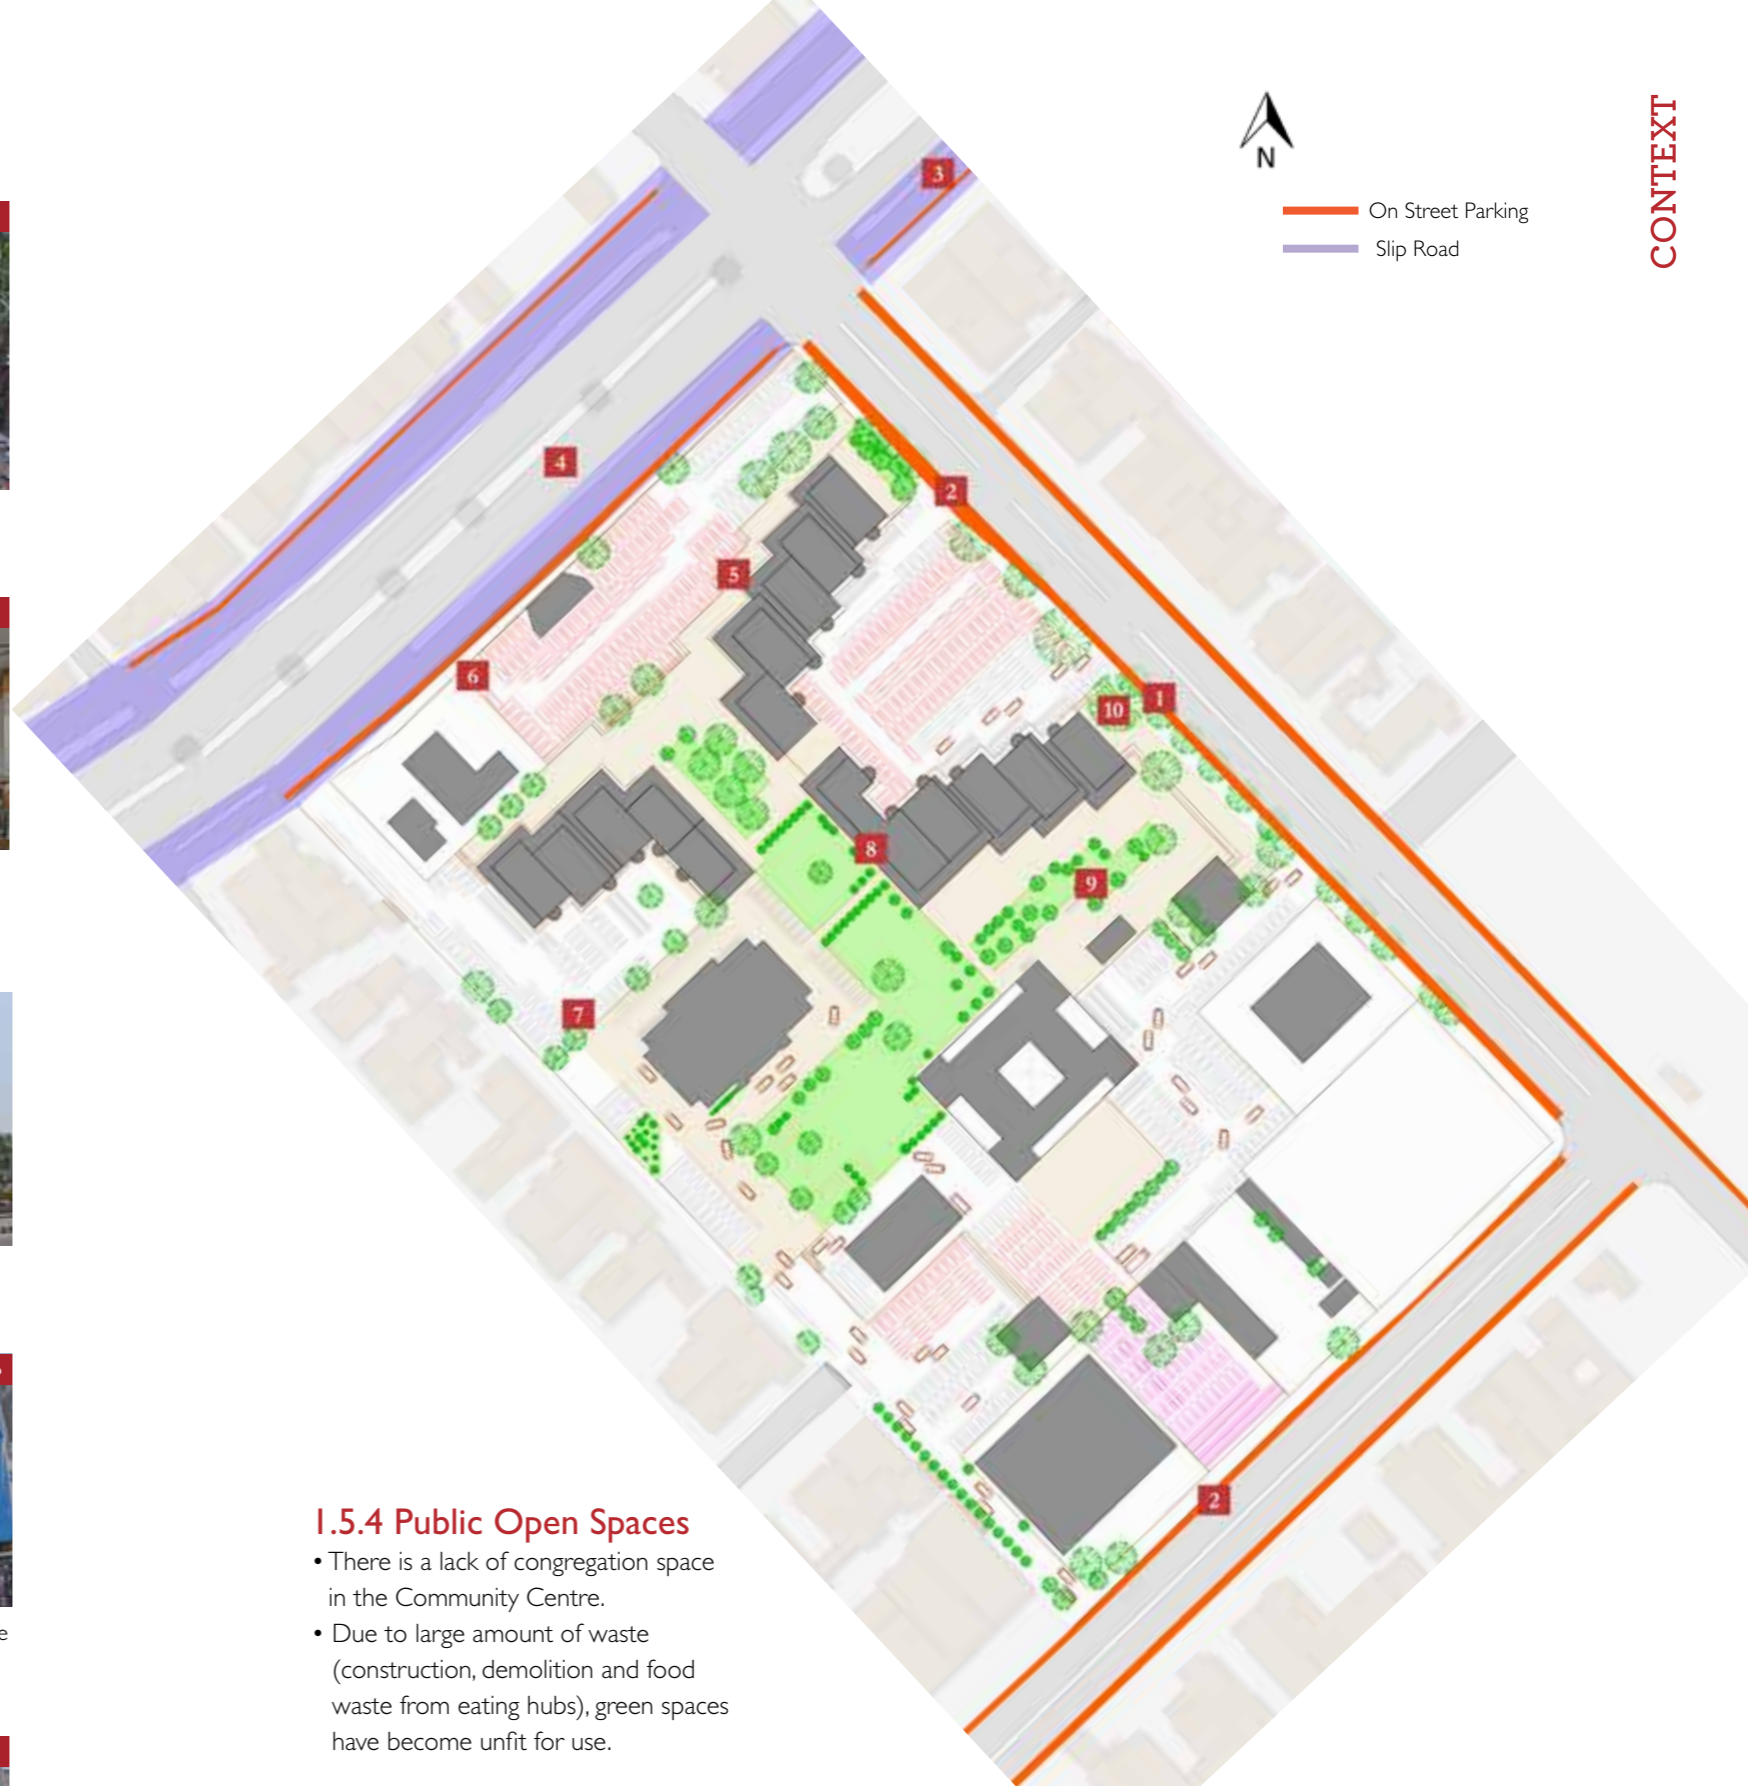 CONTEXT
N
On Street Parking
Slip Road
3
4
2
5
6
1
10
8
9
7
2
1.5.4 Public Open Spaces
• There is a lack of congregation space
in the Community Centre.
• Due to large amount of waste
(construction, demolition and food
waste from eating hubs), green spaces
have become unfit for use.